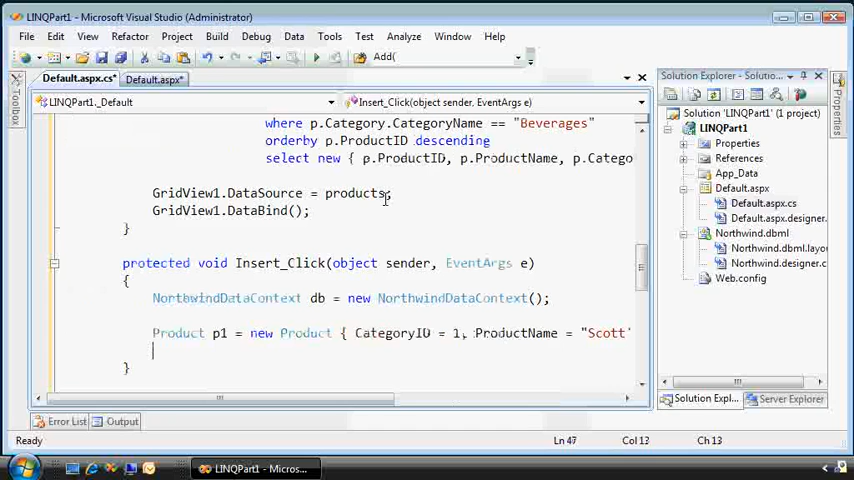 LINQPart1 - Microsoft Visual Studio (Administrator)
File Edit View Refactor Project Build Debug Data Tools Test Analyze Window Help
Add(
Default.aspx.cs* Default.aspx*
LINQPart1._Default Insert_Click(object sender, EventArgs e)
where p.Category.CategoryName == "Beverages"
orderby p.ProductID descending
select new { p.ProductID, p.ProductName, p.Catego
GridView1.DataSource = products;
GridView1.DataBind();
}
protected void Insert_Click(object sender, EventArgs e)
{
NorthwindDataContext db = new NorthwindDataContext();
Product p1 = new Product { CategoryID = 1, ProductName = "Scott'
}
Toolbox
Solution Explorer - Solutio...
Solution 'LINQPart1' (1 project)
LINQPart1
Properties
References
App_Data
Default.aspx
Default.aspx.cs
Default.aspx.designer.
Northwind.dbml
Northwind.dbml.layo
Northwind.designer.c
Web.config
Solution Expl... Server Explorer
Properties
Error List Output
Ready Ln 47 Col 13 Ch 13
LINQPart1 - Micros...